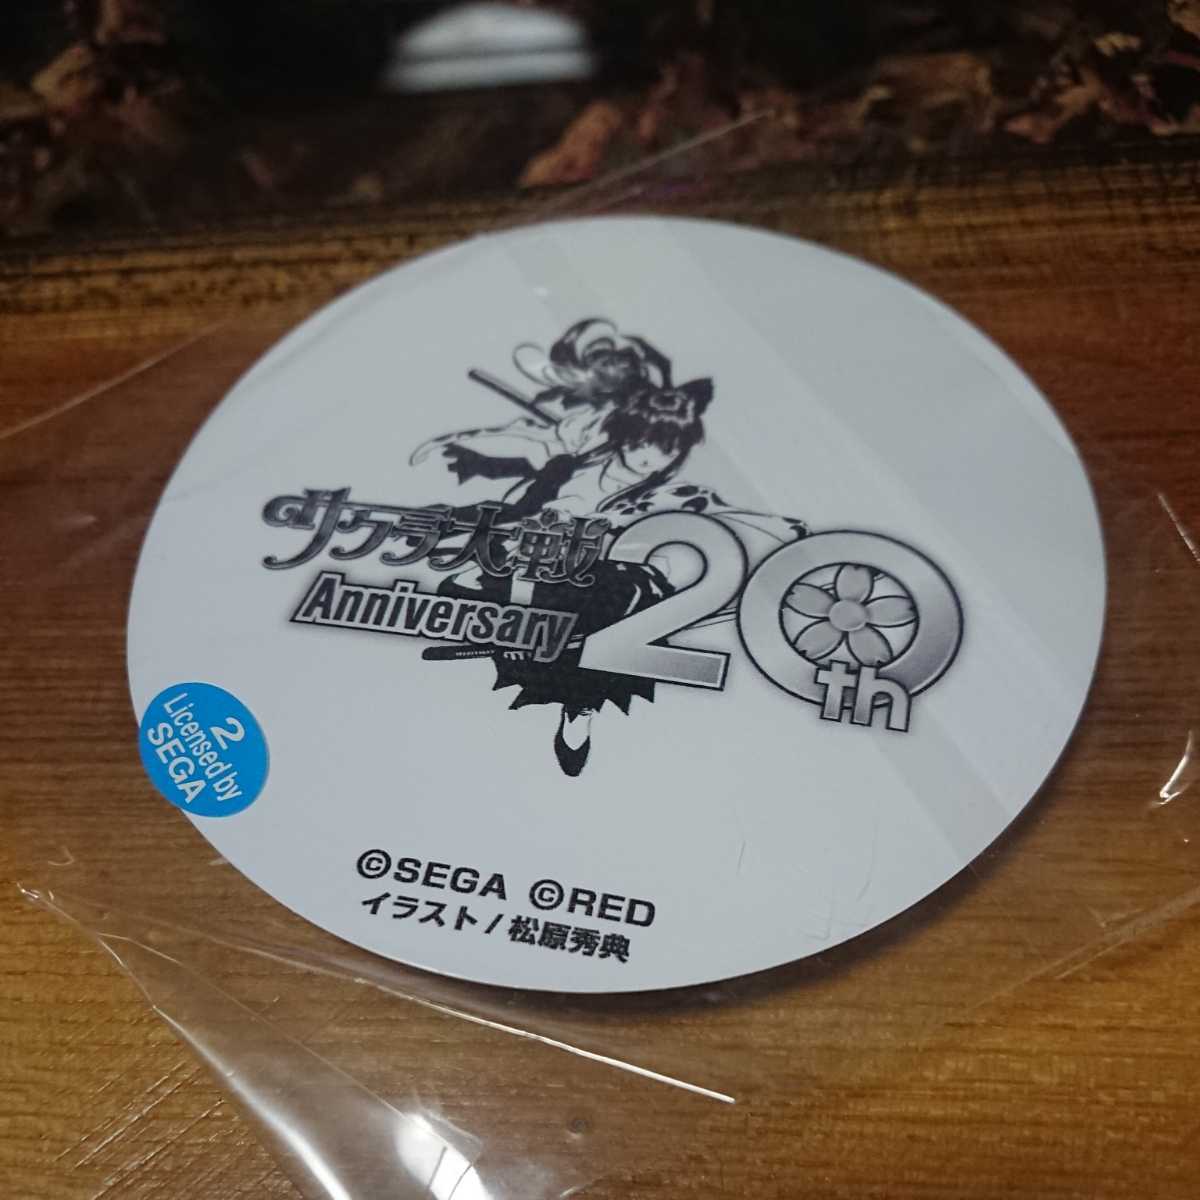 サクラ大戦
Anniversary 20th
2
Licensed by
SEGA
©SEGA ©RED
イラスト/松原秀典